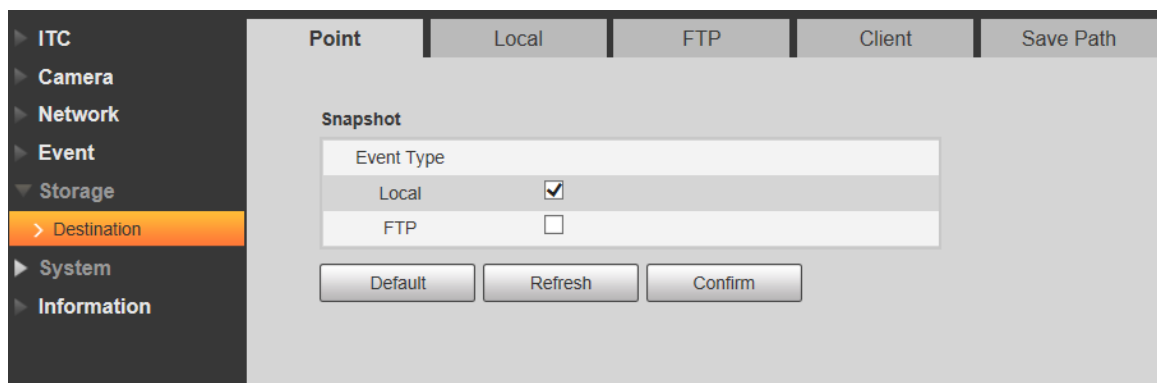 ITC
Camera
Network
Event
Storage
Destination
System
Information
Point Local FTP Client Save Path
Snapshot
Event Type
Local
FTP
Default Refresh Confirm